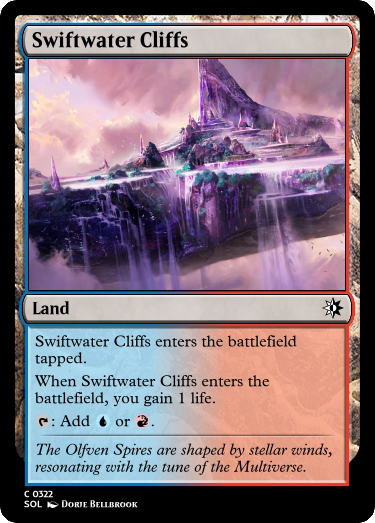 Swiftwater Cliffs
Land
Swiftwater Cliffs enters the battlefield
tapped.
When Swiftwater Cliffs enters the
battlefield, you gain 1 life.
: Add or .
The Olfven Spires are shaped by stellar winds,
resonating with the tune of the Multiverse.
C 0322
SOL Dorje Bellbrook